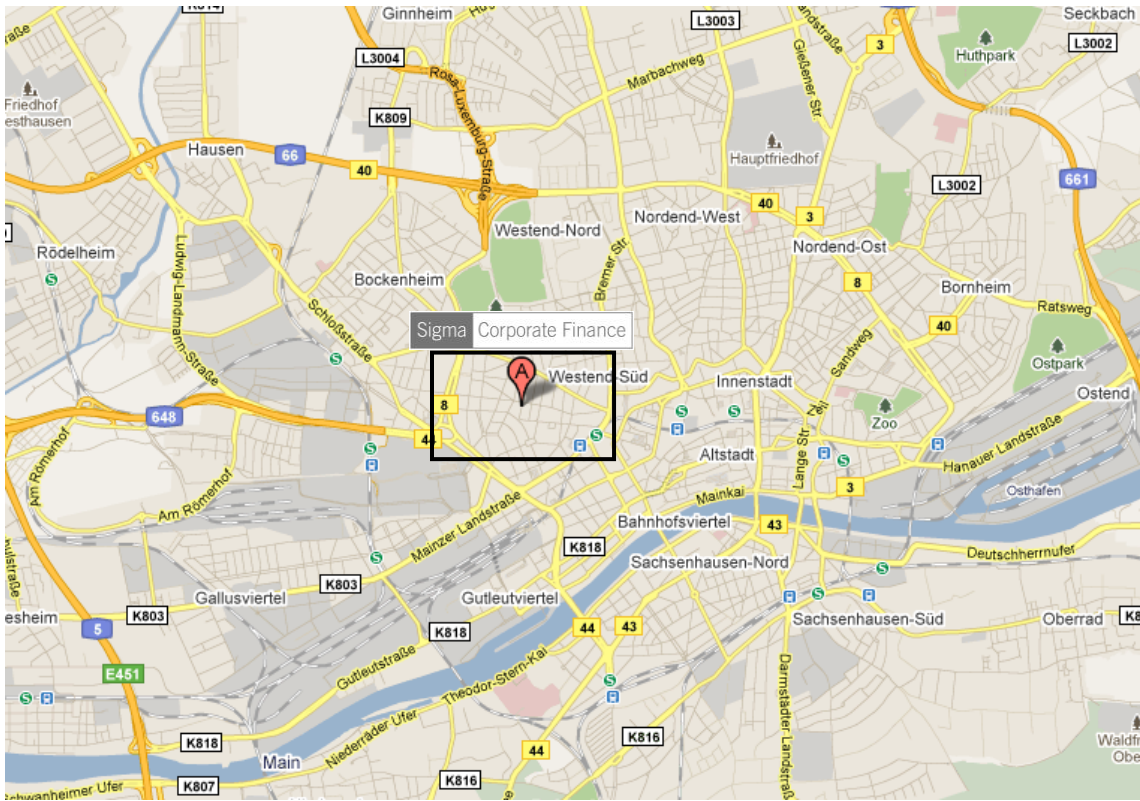 Ginnheim
L3003
Seckbach
L3004
3
Huthpark
L3002
Marbachweg
Gießener Str.
Rosa-Luxemburg-Straße
Friedhof
K809
Hausen
66
40
Hauptfriedhof
L3002
661
Nordend-West
40
3
Westend-Nord
Rödelheim
Nordend-Ost
Bockenheim
Bremer Str.
8
Bornheim
Ludwig-Landmann-Straße
Schloßstraße
Ratsweg
40
Sigma Corporate Finance
Sandweg
Ostpark
A
Westend-Süd
Innenstadt
Ostend
8
648
Zeil
Zoo
44
Lange Str.
Altstadt
Hanauer Landstraße
Am Römerhof
Am Römerhof
Mainkai
3
Osthafen
Mainzer Landstraße
Bahnhofsviertel
43
K818
Deutschherrnufer
Sachsenhausen-Nord
K803
Gallusviertel
Gutleutviertel
K803
5
K818
44
43
Sachsenhausen-Süd
Oberrad
E451
Gutleutstraße
Theodor-Stern-Kai
Darmstädter Landstraße
K818
Niederräder Ufer
K816
44
Main
K807
K816
Schwanheimer Ufer